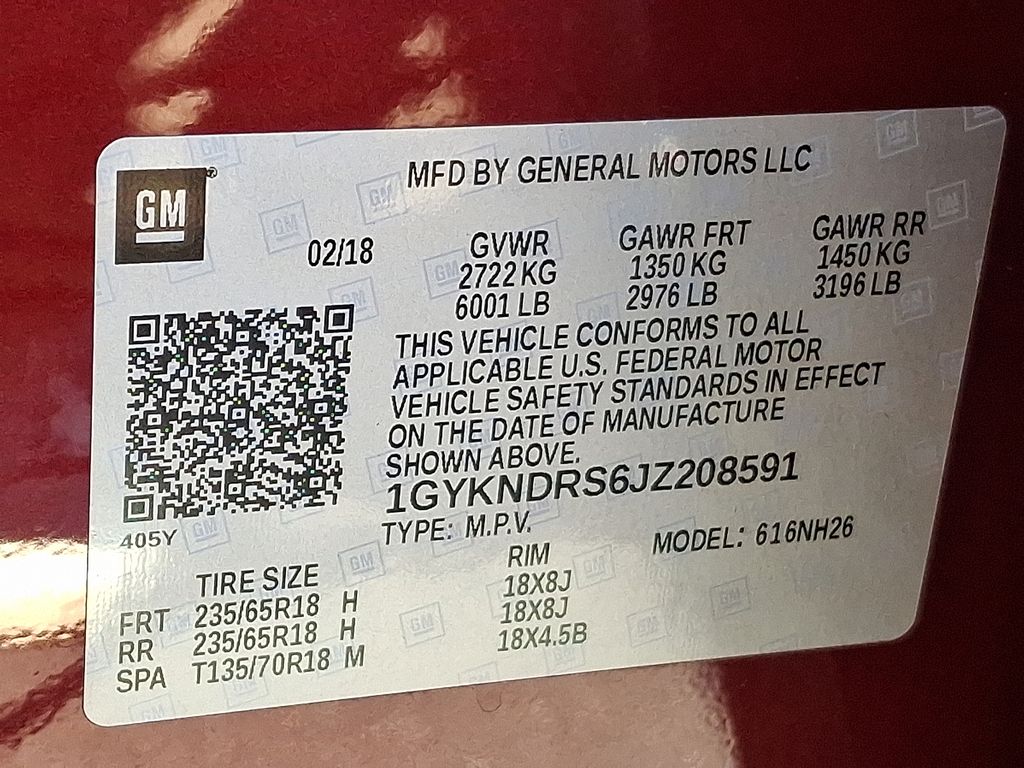 MFD BY GENERAL MOTORS LLC
GM®
02/18
GVWR GAWR FRT GAWR RR
2722 KG 1350 KG 1450 KG
6001 LB 2976 LB 3196 LB
THIS VEHICLE CONFORMS TO ALL
APPLICABLE U.S. FEDERAL MOTOR
VEHICLE SAFETY STANDARDS IN EFFECT
ON THE DATE OF MANUFACTURE
SHOWN ABOVE.
1GYKNDRS6JZ208591
405Y
TYPE: M.P.V. MODEL: 616NH26
TIRE SIZE RIM
FRT 235/65R18 H 18X8J
RR 235/65R18 H 18X8J
SPA T135/70R18 M 18X4.5B